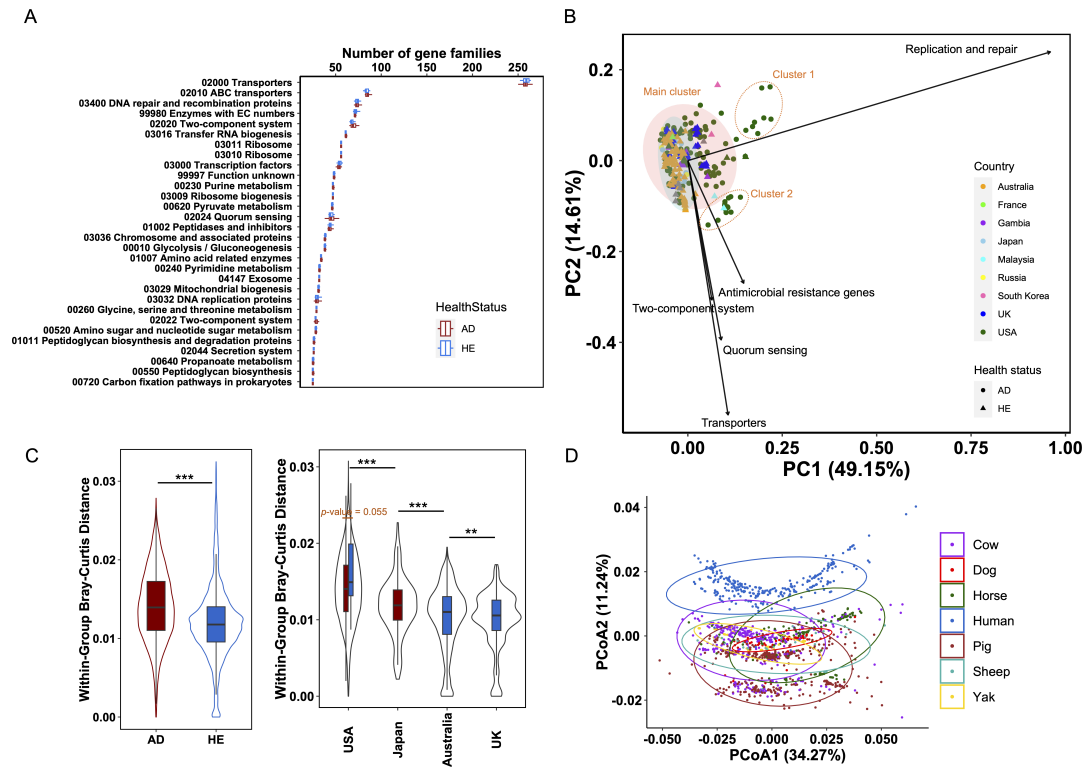 A
Number of gene families
50 100 150 200 250
02000 Transporters
02010 ABC transporters
03400 DNA repair and recombination proteins
99980 Enzymes with EC numbers
02020 Two-component system
03016 Transfer RNA biogenesis
03011 Ribosome
03010 Ribosome
03000 Transcription factors
99997 Function unknown
00230 Purine metabolism
03009 Ribosome biogenesis
00620 Pyruvate metabolism
02024 Quorum sensing
01002 Peptidases and inhibitors
03036 Chromosome and associated proteins
00010 Glycolysis / Gluconeogenesis
01007 Amino acid related enzymes
00240 Pyrimidine metabolism
04147 Exosome
03029 Mitochondrial biogenesis
03032 DNA replication proteins
00260 Glycine, serine and threonine metabolism
02022 Two-component system
00520 Amino sugar and nucleotide sugar metabolism
01011 Peptidoglycan biosynthesis and degradation proteins
02044 Secretion system
00640 Propanoate metabolism
00550 Peptidoglycan biosynthesis
00720 Carbon fixation pathways in prokaryotes
HealthStatus
AD
HE
B
PC2 (14.61%)
0.2
0.0
-0.2
-0.4
Replication and repair
Cluster 1
Main cluster
Cluster 2
Antimicrobial resistance genes
Two-component system
Quorum sensing
Transporters
Country
Australia
France
Gambia
Japan
Malaysia
Russia
South Korea
UK
USA
Health status
AD
HE
0.00 0.25 0.50 0.75 1.00
PC1 (49.15%)
C
Within-Group Bray-Curtis Distance
0.03
0.02
0.01
0.00
***
AD HE
Within-Group Bray-Curtis Distance
0.03
0.02
0.01
0.00
***
p-value = 0.055
***
**
USA
Japan
Australia
UK
D
PCoA2 (11.24%)
0.04
0.02
0.00
-0.02
-0.050 -0.025 0.000 0.025 0.050
PCoA1 (34.27%)
Cow
Dog
Horse
Human
Pig
Sheep
Yak